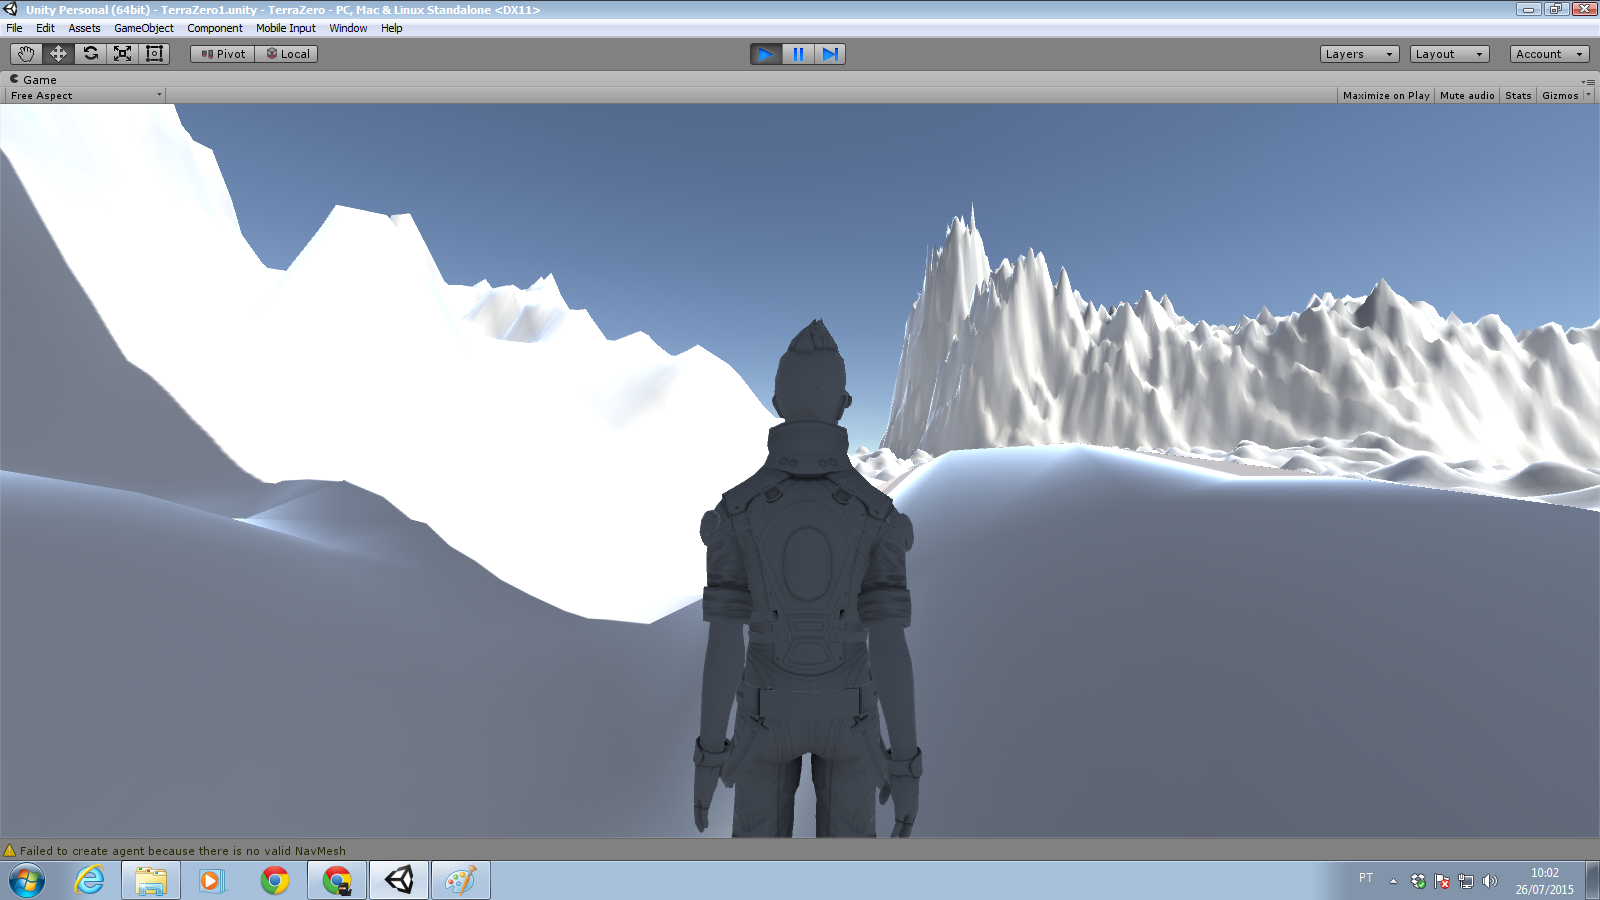 Unity Personal (64bit) - TerraZero1.unity - TerraZero - PC, Mac & Linux Standalone <DX11>
File Edit Assets GameObject Component Mobile Input Window Help
Pivot Local Layers Layout Account
Game
Free Aspect Maximize on Play Mute audio Stats Gizmos
Failed to create agent because there is no valid NavMesh
PT 10:02
26/07/2015